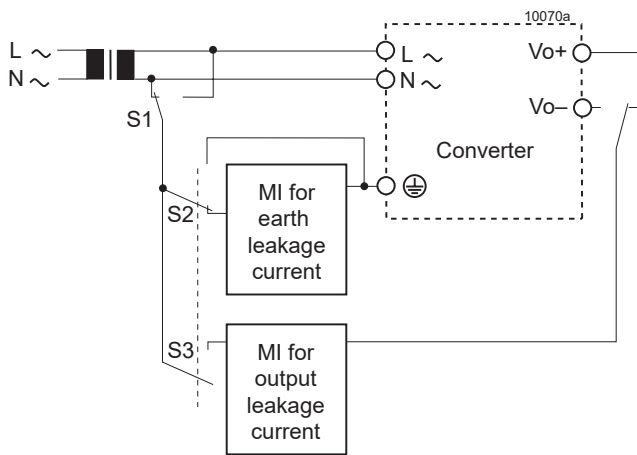 10070a
L ∼
N ∼
L ∼
N ∼
Vo+
Vo–
S1
Converter
S2
MI for
earth
leakage
current
S3
MI for
output
leakage
current